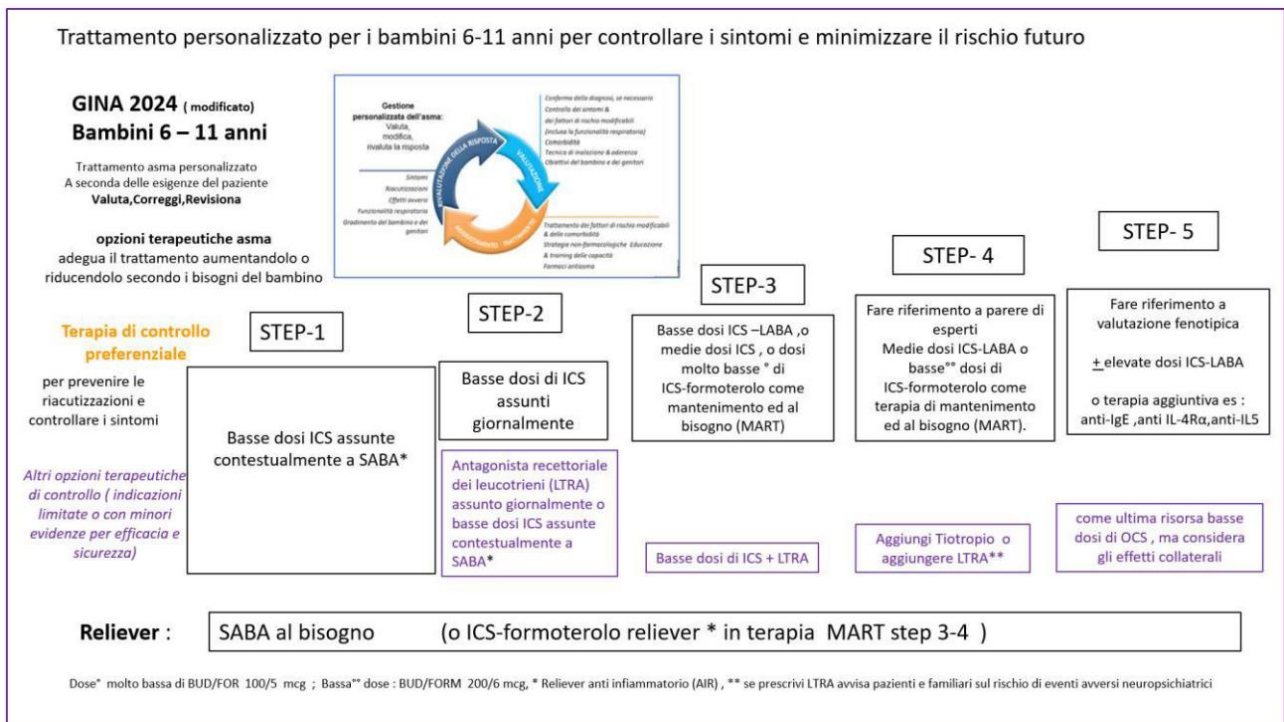 Trattamento personalizzato per i bambini 6-11 anni per controllare i sintomi e minimizzare il rischio futuro
GINA 2024 ( modificato)
Bambini 6 – 11 anni
Trattamento asma personalizzato
A seconda delle esigenze del paziente
Valuta,Correggi,Revisiona
opzioni terapeutiche asma
adegua il trattamento aumentandolo o
riducendolo secondo i bisogni del bambino
Gestione
personalizzata dell'asma:
Valuta,
modifica,
rivaluta la risposta
Conferma della diagnosi, se necessario
Controllo dei sintomi &
dei fattori di rischio modificabili
(inclusa la funzionalità respiratoria)
Comorbidità
Tecnica di inalazione & aderenza
Obiettivi del bambino e dei genitori
RIVALUTAZIONE DELLA RISPOSTA
VALUTAZIONE
TRATTAMENTO
Sintomi
Riacutizzazioni
Effetti avversi
Funzionalità respiratoria
Gradimento del bambino e dei
genitori
Trattamento dei fattori di rischio modificabili
& delle comorbidità
Strategie non-farmacologiche Educazione
& training delle capacità
Farmaci antiasma
Terapia di controllo
preferenziale
per prevenire le
riacutizzazioni e
controllare i sintomi
Altri opzioni terapeutiche
di controllo ( indicazioni
limitate o con minori
evidenze per efficacia e
sicurezza)
STEP-1
Basse dosi ICS assunte
contestualmente a SABA*
STEP-2
Basse dosi di ICS
assunti
giornalmente
Antagonista recettoriale
dei leucotrieni (LTRA)
assunto giornalmente o
basse dosi ICS assunte
contestualmente a
SABA*
STEP-3
Basse dosi ICS –LABA ,o
medie dosi ICS , o dosi
molto basse ° di
ICS-formoterolo come
mantenimento ed al
bisogno (MART)
Basse dosi di ICS + LTRA
STEP- 4
Fare riferimento a parere di
esperti
Medie dosi ICS-LABA o
basse°° dosi di
ICS-formoterolo come
terapia di mantenimento
ed al bisogno (MART).
Aggiungi Tiotropio o
aggiungere LTRA**
STEP- 5
Fare riferimento a
valutazione fenotipica
+ elevate dosi ICS-LABA
o terapia aggiuntiva es :
anti-IgE ,anti IL-4Rα,anti-IL5
come ultima risorsa basse
dosi di OCS , ma considera
gli effetti collaterali
Reliever :
SABA al bisogno (o ICS-formoterolo reliever * in terapia MART step 3-4 )
Dose° molto bassa di BUD/FOR 100/5 mcg ; Bassa°° dose : BUD/FORM 200/6 mcg, * Reliever anti infiammatorio (AIR) , ** se prescrivi LTRA avvisa pazienti e familiari sul rischio di eventi avversi neuropsichiatrici